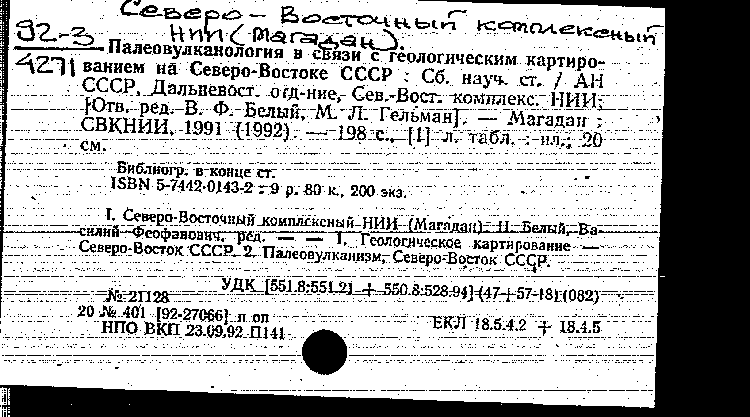 Северо-Восточный комплексный
92-3 НИИ (Магадан).
4271
Палеовулканология в связи с геологическим картиро-
ванием на Северо-Востоке СССР : Сб. науч. ст. / АН
СССР, Дальневост. отд-ние, Сев.-Вост. комплекс. НИИ;
[Отв. ред. В. Ф. Белый, М. Л. Гельман]. — Магадан :
СВКНИИ, 1991 (1992). — 198 с., [1] л. табл. : ил.; 20
см.
Библиогр. в конце ст.
ISBN 5-7442-0143-2 : 9 р. 80 к., 200 экз.
I. Северо-Восточный комплексный НИИ (Магадан). II. Белый, Ва-
силий Феофанович, ред. — — 1. Геологическое картирование —
Северо-Восток СССР. 2. Палеовулканизм, Северо-Восток СССР.
УДК [551.8:551.21 + 550.8:528.94] (47+57-18) (082)
№ 21128
20 № 401 [92-27066] п оп
НПО ВКП 23.09.92 П141
БКЛ 18.5.4.2 + 18.4.5